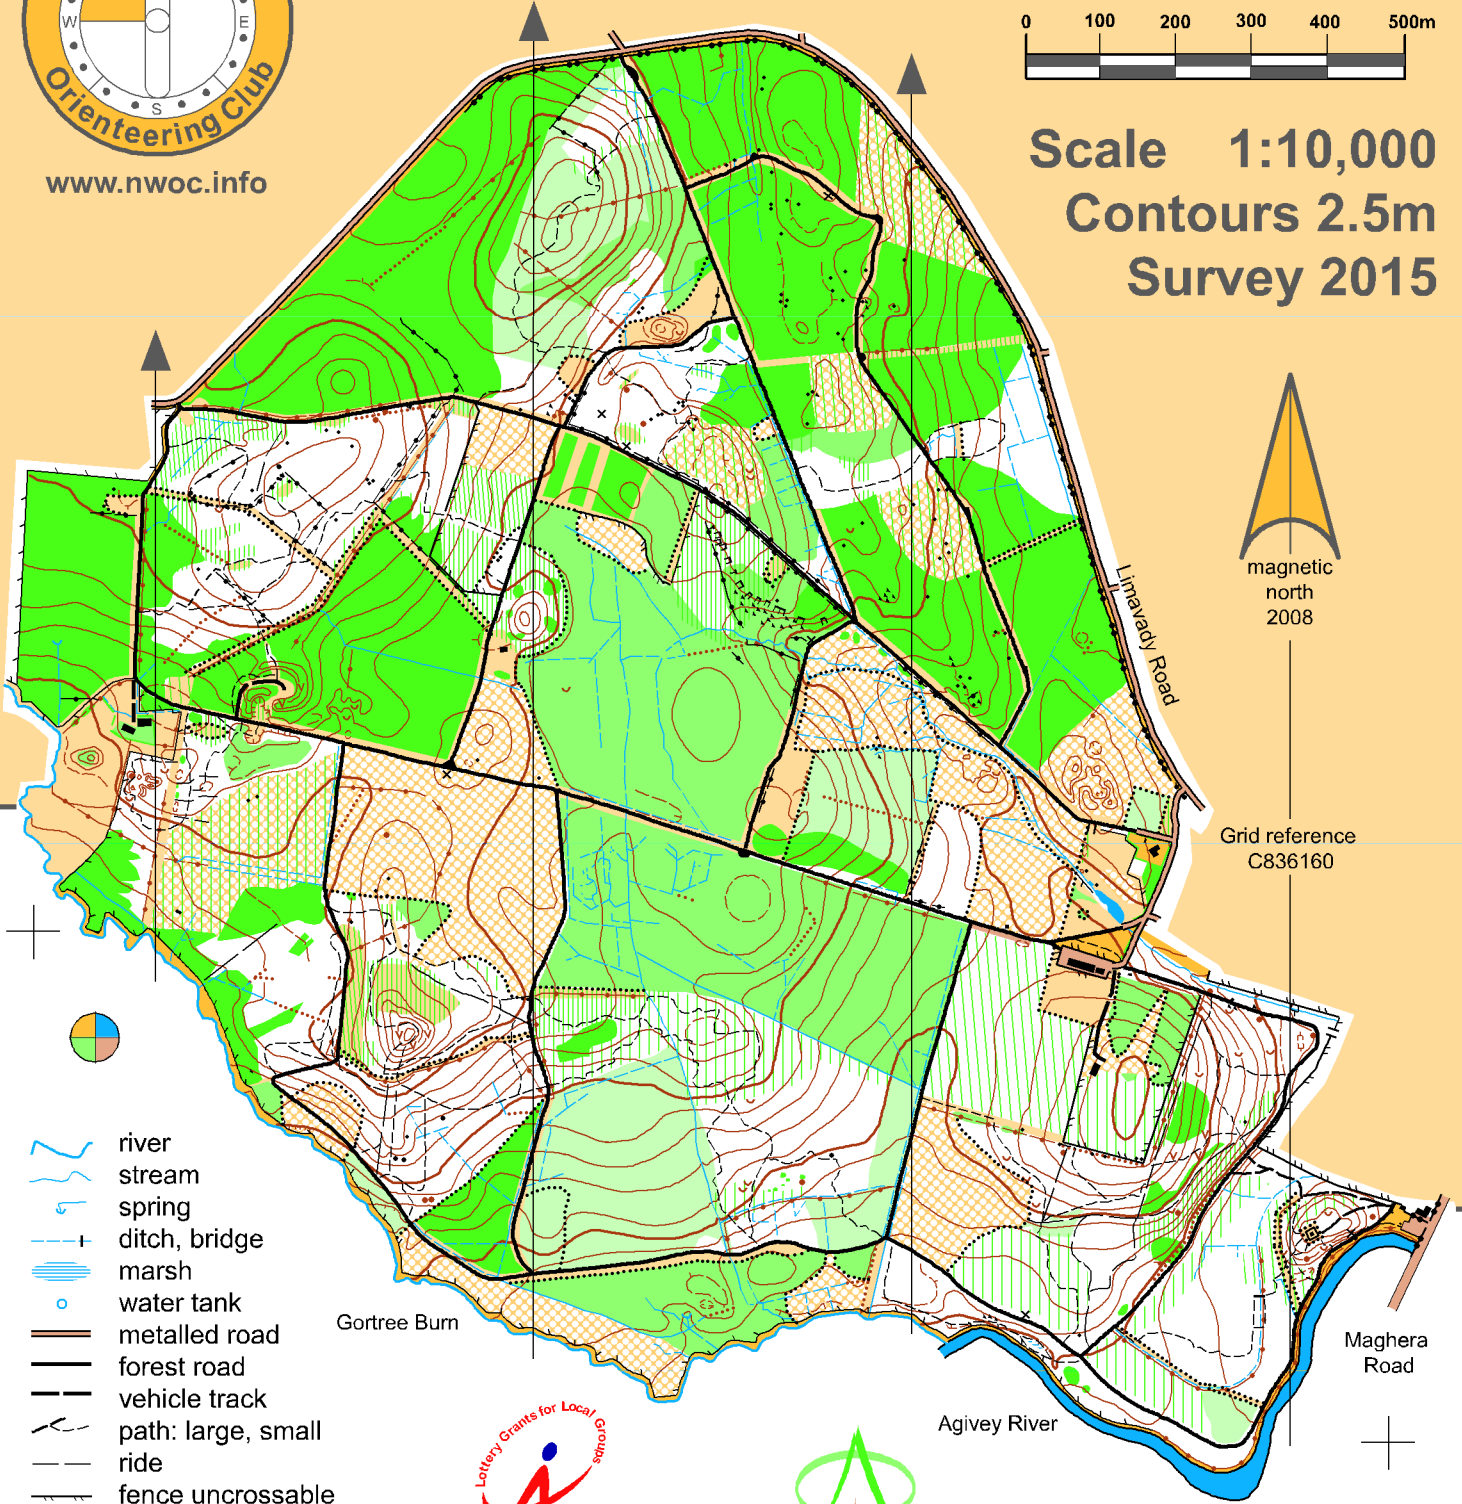 W
E
S
Orienteering Club
www.nwoc.info
0 100 200 300 400 500m
Scale 1:10,000
Contours 2.5m
Survey 2015
magnetic
north
2008
Limavady Road
Grid reference
C836160
river
stream
spring
ditch, bridge
marsh
water tank
metalled road
forest road
vehicle track
path: large, small
ride
fence uncrossable
Gortree Burn
Agivey River
Maghera
Road
Lottery Grants for Local Groups